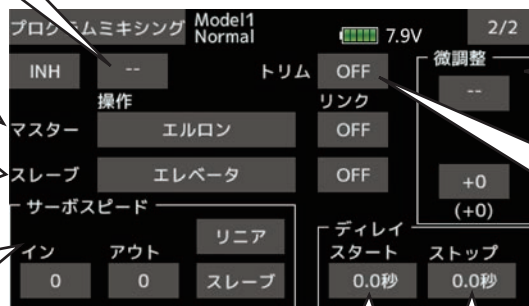 プログラムミキシング Model1 Normal 7.9V 2/2
INH -- トリム OFF 微調整
--
操作 リンク
マスター エルロン OFF
スレーブ エレベータ OFF +0
(+0)
サーボスピード
リニア ディレイ
イン アウト スタート ストップ
0 0 スレーブ 0.0秒 0.0秒